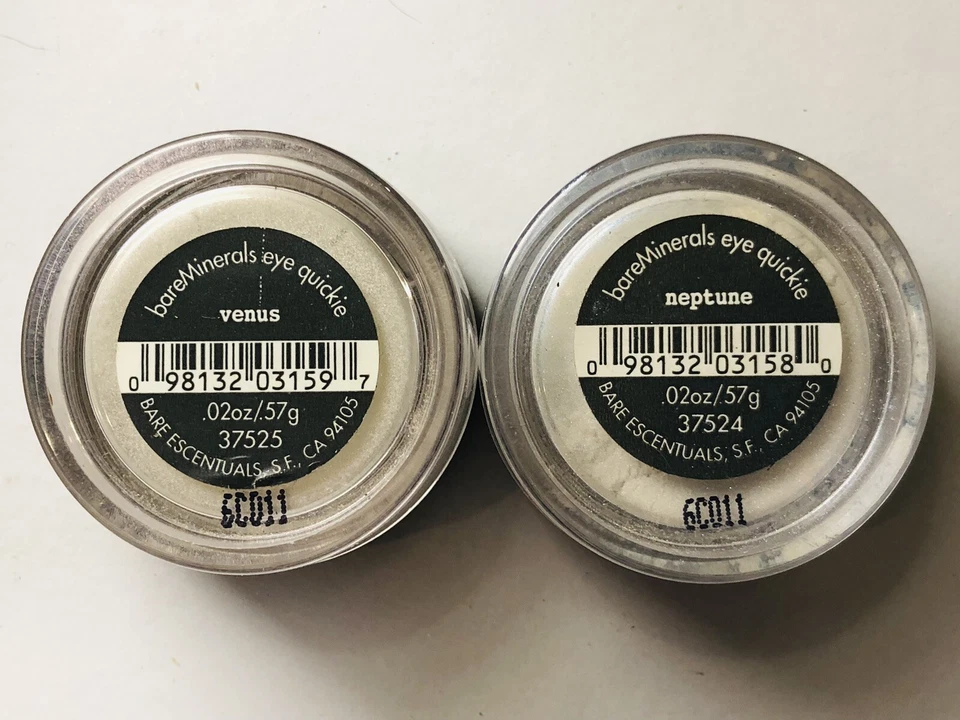 bareMinerals eye quickie
venus
0 98132 03159 7
.02oz/.57g
37525
BARE ESCENTUALS, S.F., CA 94105
6C011
bareMinerals eye quickie
neptune
0 98132 03158 0
.02oz/.57g
37524
BARE ESCENTUALS, S.F., CA 94105
6C011